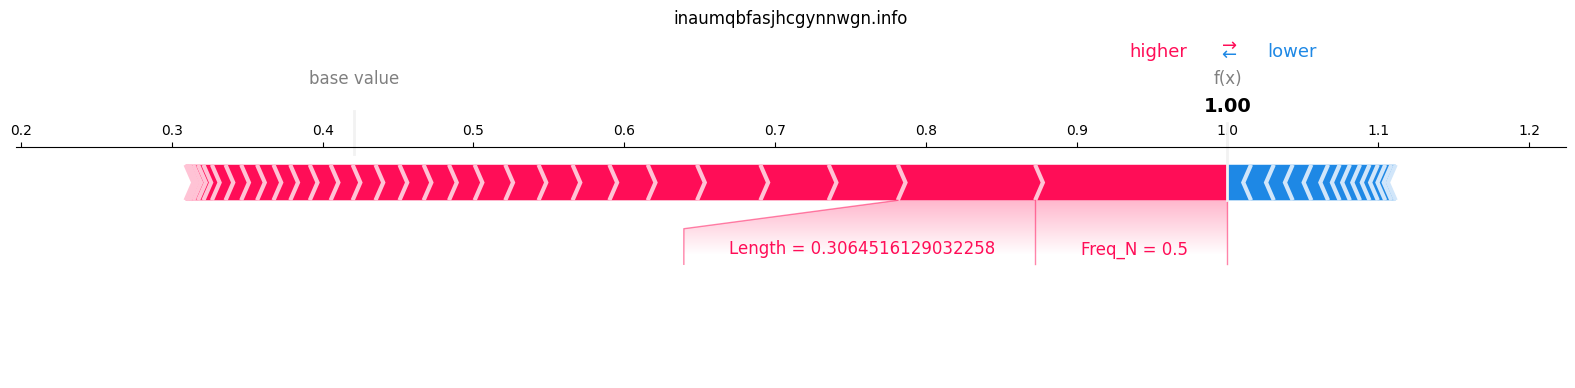 inaumqbfasjhcgynnwgn.info
higher ⇄ lower
base value f(x)
1.00
0.2 0.3 0.4 0.5 0.6 0.7 0.8 0.9 1.0 1.1 1.2
Length = 0.3064516129032258 Freq_N = 0.5